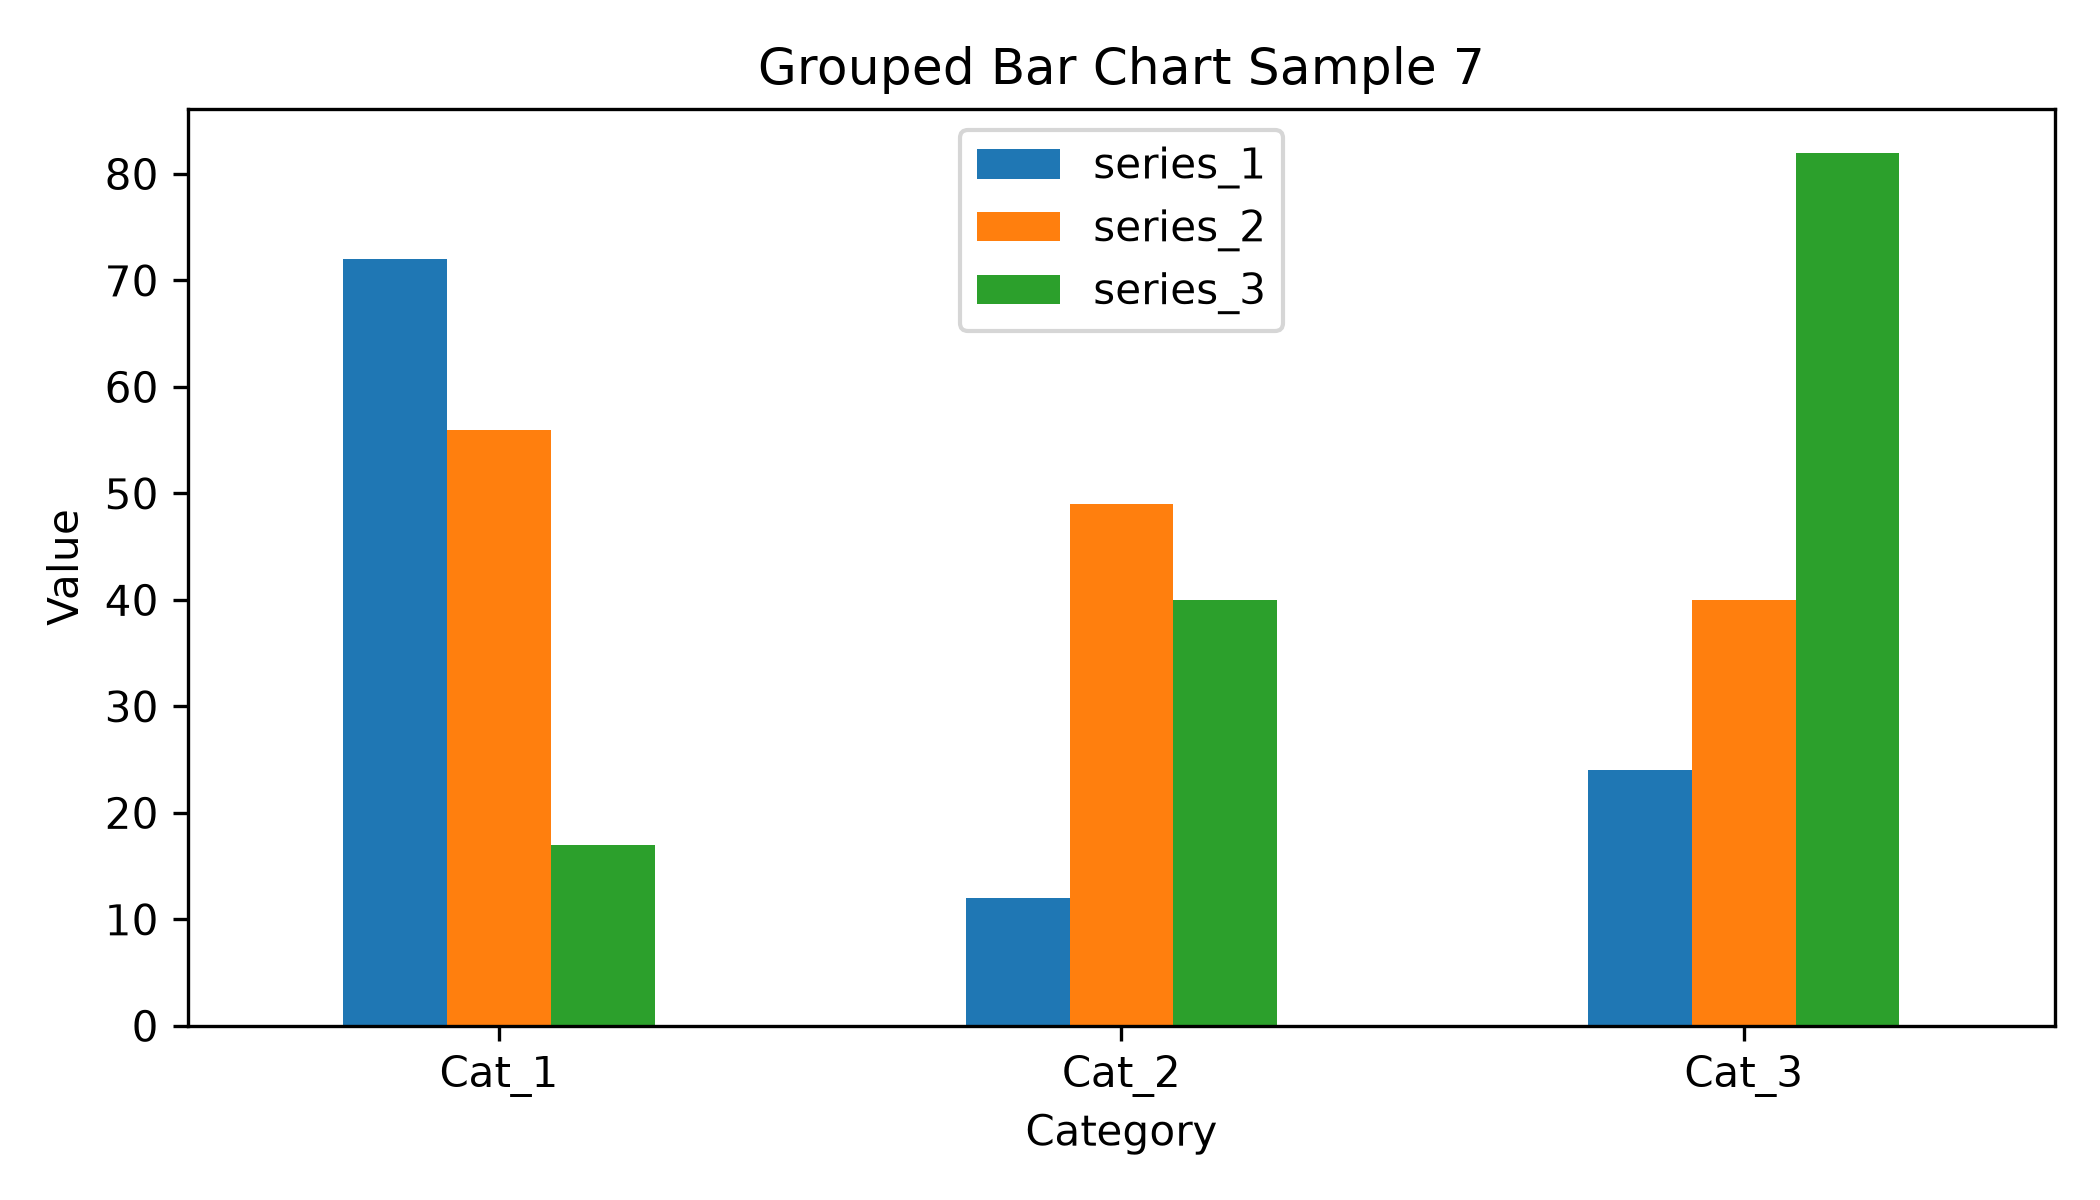 Grouped Bar Chart Sample 7
series_1
series_2
series_3
80
70
60
50
40
30
20
10
0
Value
Cat_1 Cat_2 Cat_3
Category